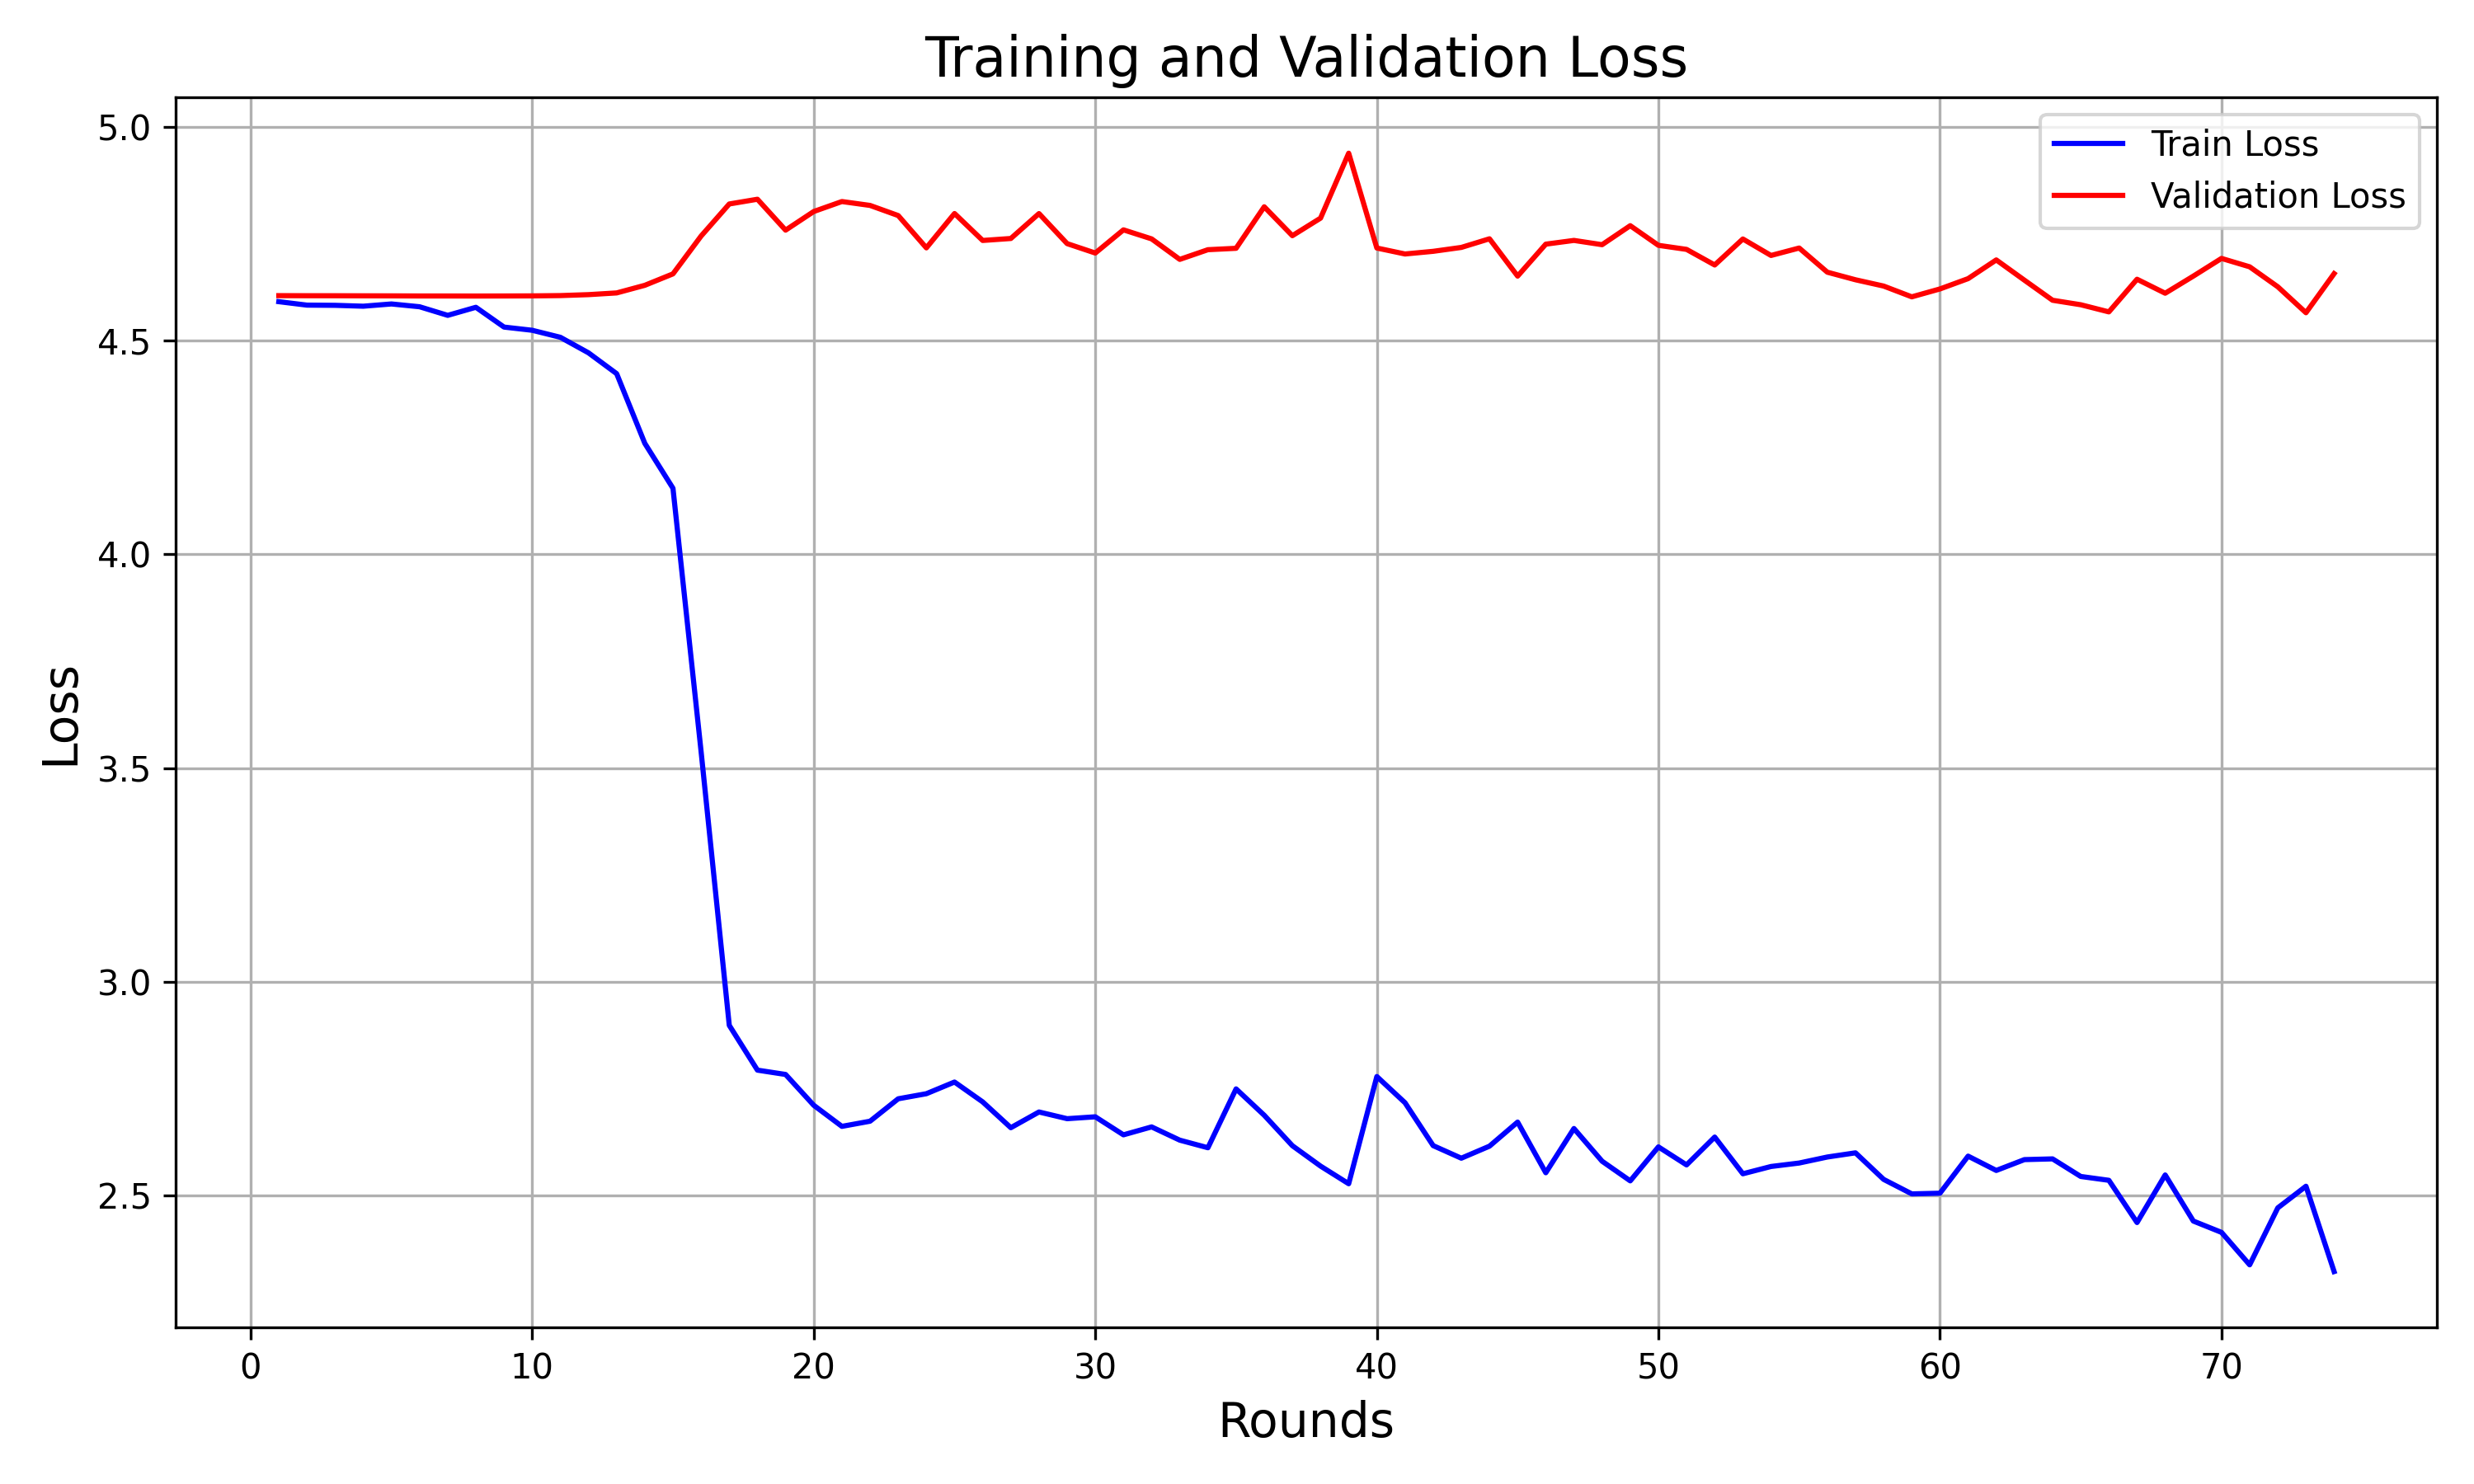 Training and Validation Loss
Train Loss
Validation Loss
5.0
4.5
4.0
3.5
3.0
2.5
Loss
0 10 20 30 40 50 60 70
Rounds